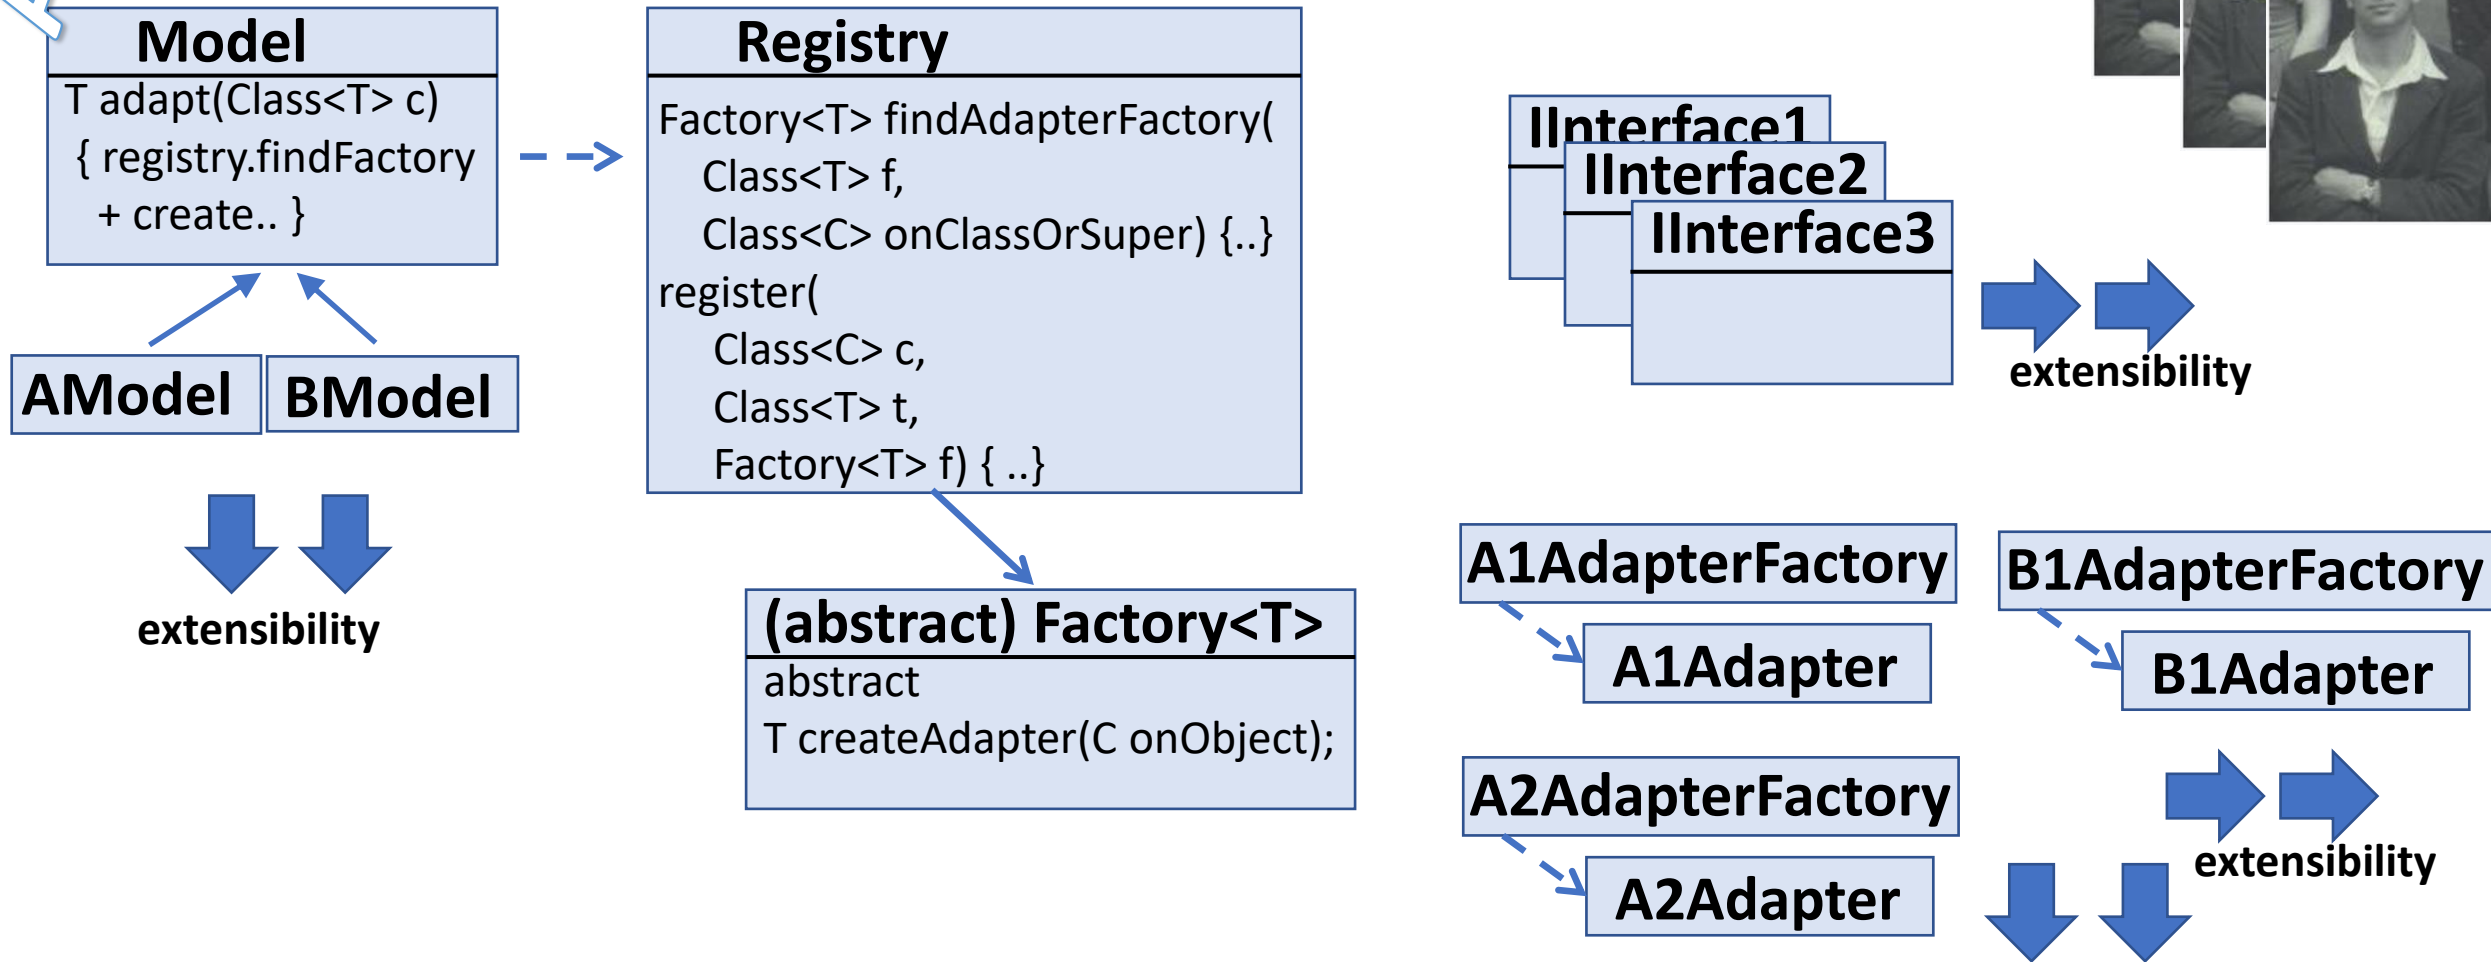 Model
T adapt(Class<T> c)
{ registry.findFactory
+ create.. }
AModel
BModel
extensibility
Registry
Factory<T> findAdapterFactory(
Class<T> f,
Class<C> onClassOrSuper) {..}
register(
Class<C> c,
Class<T> t,
Factory<T> f) { ..}
(abstract) Factory<T>
abstract
T createAdapter(C onObject);
IInterface1
IInterface2
IInterface3
extensibility
A1AdapterFactory
A1Adapter
B1AdapterFactory
B1Adapter
A2AdapterFactory
A2Adapter
extensibility